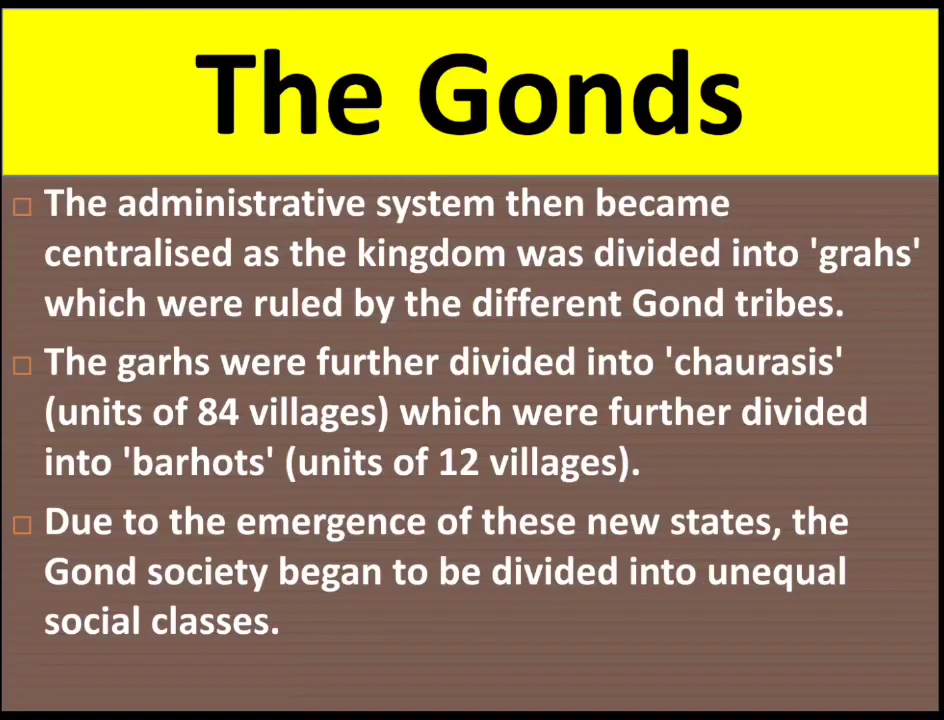 The Gonds
The administrative system then became
centralised as the kingdom was divided into 'grahs'
which were ruled by the different Gond tribes.
The garhs were further divided into 'chaurasis'
(units of 84 villages) which were further divided
into 'barhots' (units of 12 villages).
Due to the emergence of these new states, the
Gond society began to be divided into unequal
social classes.